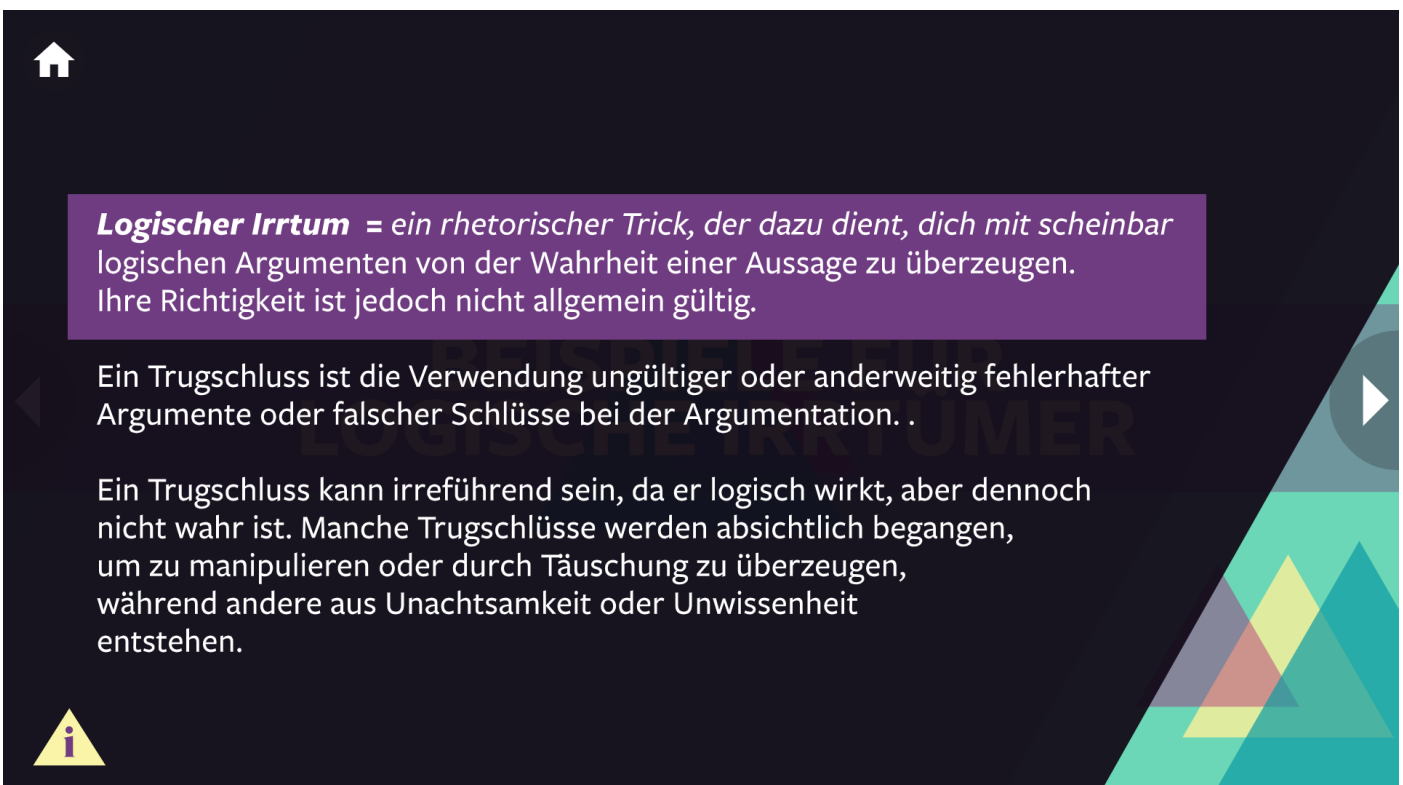 Logischer Irrtum = ein rhetorischer Trick, der dazu dient, dich mit scheinbar
logischen Argumenten von der Wahrheit einer Aussage zu überzeugen.
Ihre Richtigkeit ist jedoch nicht allgemein gültig.
BEISPIELE FÜR
LOGISCHE IRRTÜMER
Ein Trugschluss ist die Verwendung ungültiger oder anderweitig fehlerhafter
Argumente oder falscher Schlüsse bei der Argumentation. .
Ein Trugschluss kann irreführend sein, da er logisch wirkt, aber dennoch
nicht wahr ist. Manche Trugschlüsse werden absichtlich begangen,
um zu manipulieren oder durch Täuschung zu überzeugen,
während andere aus Unachtsamkeit oder Unwissenheit
entstehen.
i